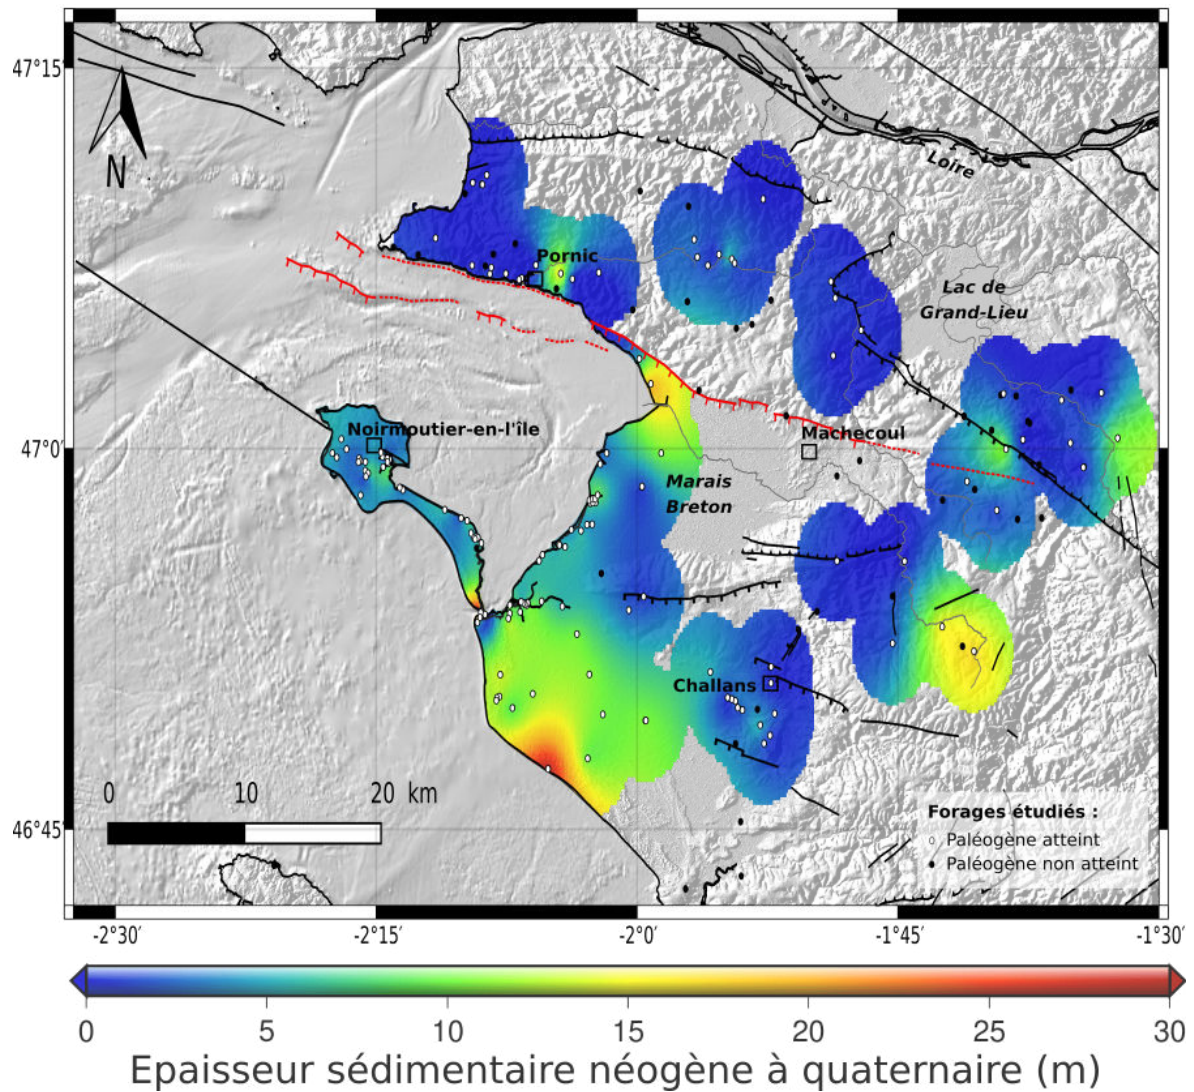 47°15′
N
Loire
Pornic
Lac de
Grand-Lieu
Noirmoutier-en-l'île
47°0′
Machecoul
Marais
Breton
Challans
0 10 20 km
46°45′
Forages étudiés :
Paléogène atteint
Paléogène non atteint
-2°30′ -2°15′ -2°0′ -1°45′ -1°30′
0 5 10 15 20 25 30
Epaisseur sédimentaire néogène à quaternaire (m)